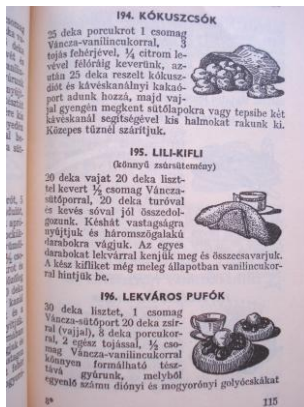 194. KÓKUSZCSÓK
25 deka porcukrot 1 csomag
Váncza-vanilincukorral, 3
tojás fehérjével, ¼ citrom le-
vével félóráig keverünk, az-
után 25 deka reszelt kókusz-
diót és kávéskanálnyi kakaó-
port adunk hozzá, majd vaj-
jal gyengén megkent sütőlapokra vagy tepsibe két
kávéskanál segítségével kis halmokat rakunk ki.
Közepes tűznél szárítjuk.
195. LILI-KIFLI
(könnyű zsírsütemény)
20 deka vajat 20 deka liszt-
tel kevert ½ csomag Váncza-
sütőporral, 20 deka turóval
és kevés sóval jól összedol-
gozunk. Késhát vastagságra
nyújtjuk és háromszögalakú
darabokra vágjuk. Az egyes
darabokat lekvárral kenjük meg és összecsavarjuk.
A kész kifliket még meleg állapotban vanilincukor-
ral hintjük be.
196. LEKVÁROS PUFÓK
30 deka lisztet, 1 csomag
Váncza-sütőport 20 deka zsír-
ral (vajjal), 8 deka porcukor-
ral, 2 egész tojással, ½ cso-
mag Váncza-vanilincukorral
könnyen formálható tész-
tává gyúrunk, melyből
egyenlő számu diónyi és mogyorónyi golyócskákat
8*
115